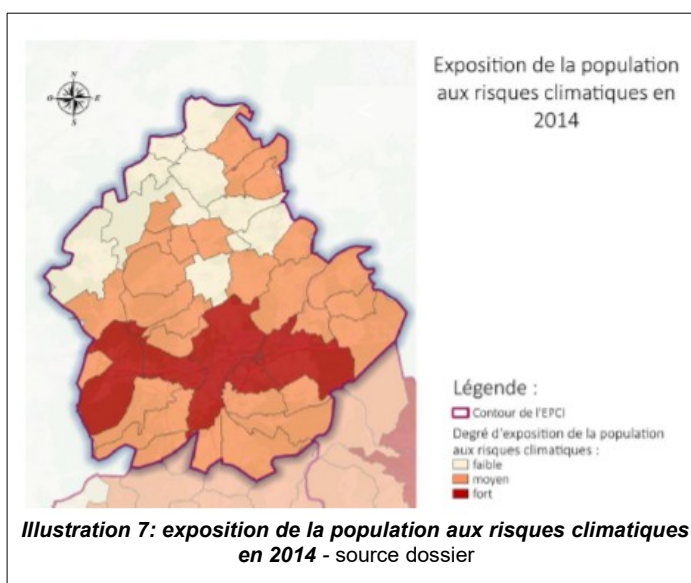 Exposition de la population
aux risques climatiques en
2014
N
O
E
S
Légende :
Contour de l'EPCI
Degré d'exposition de la population
aux risques climatiques :
faible
moyen
fort
Illustration 7: exposition de la population aux risques climatiques
en 2014 - source dossier